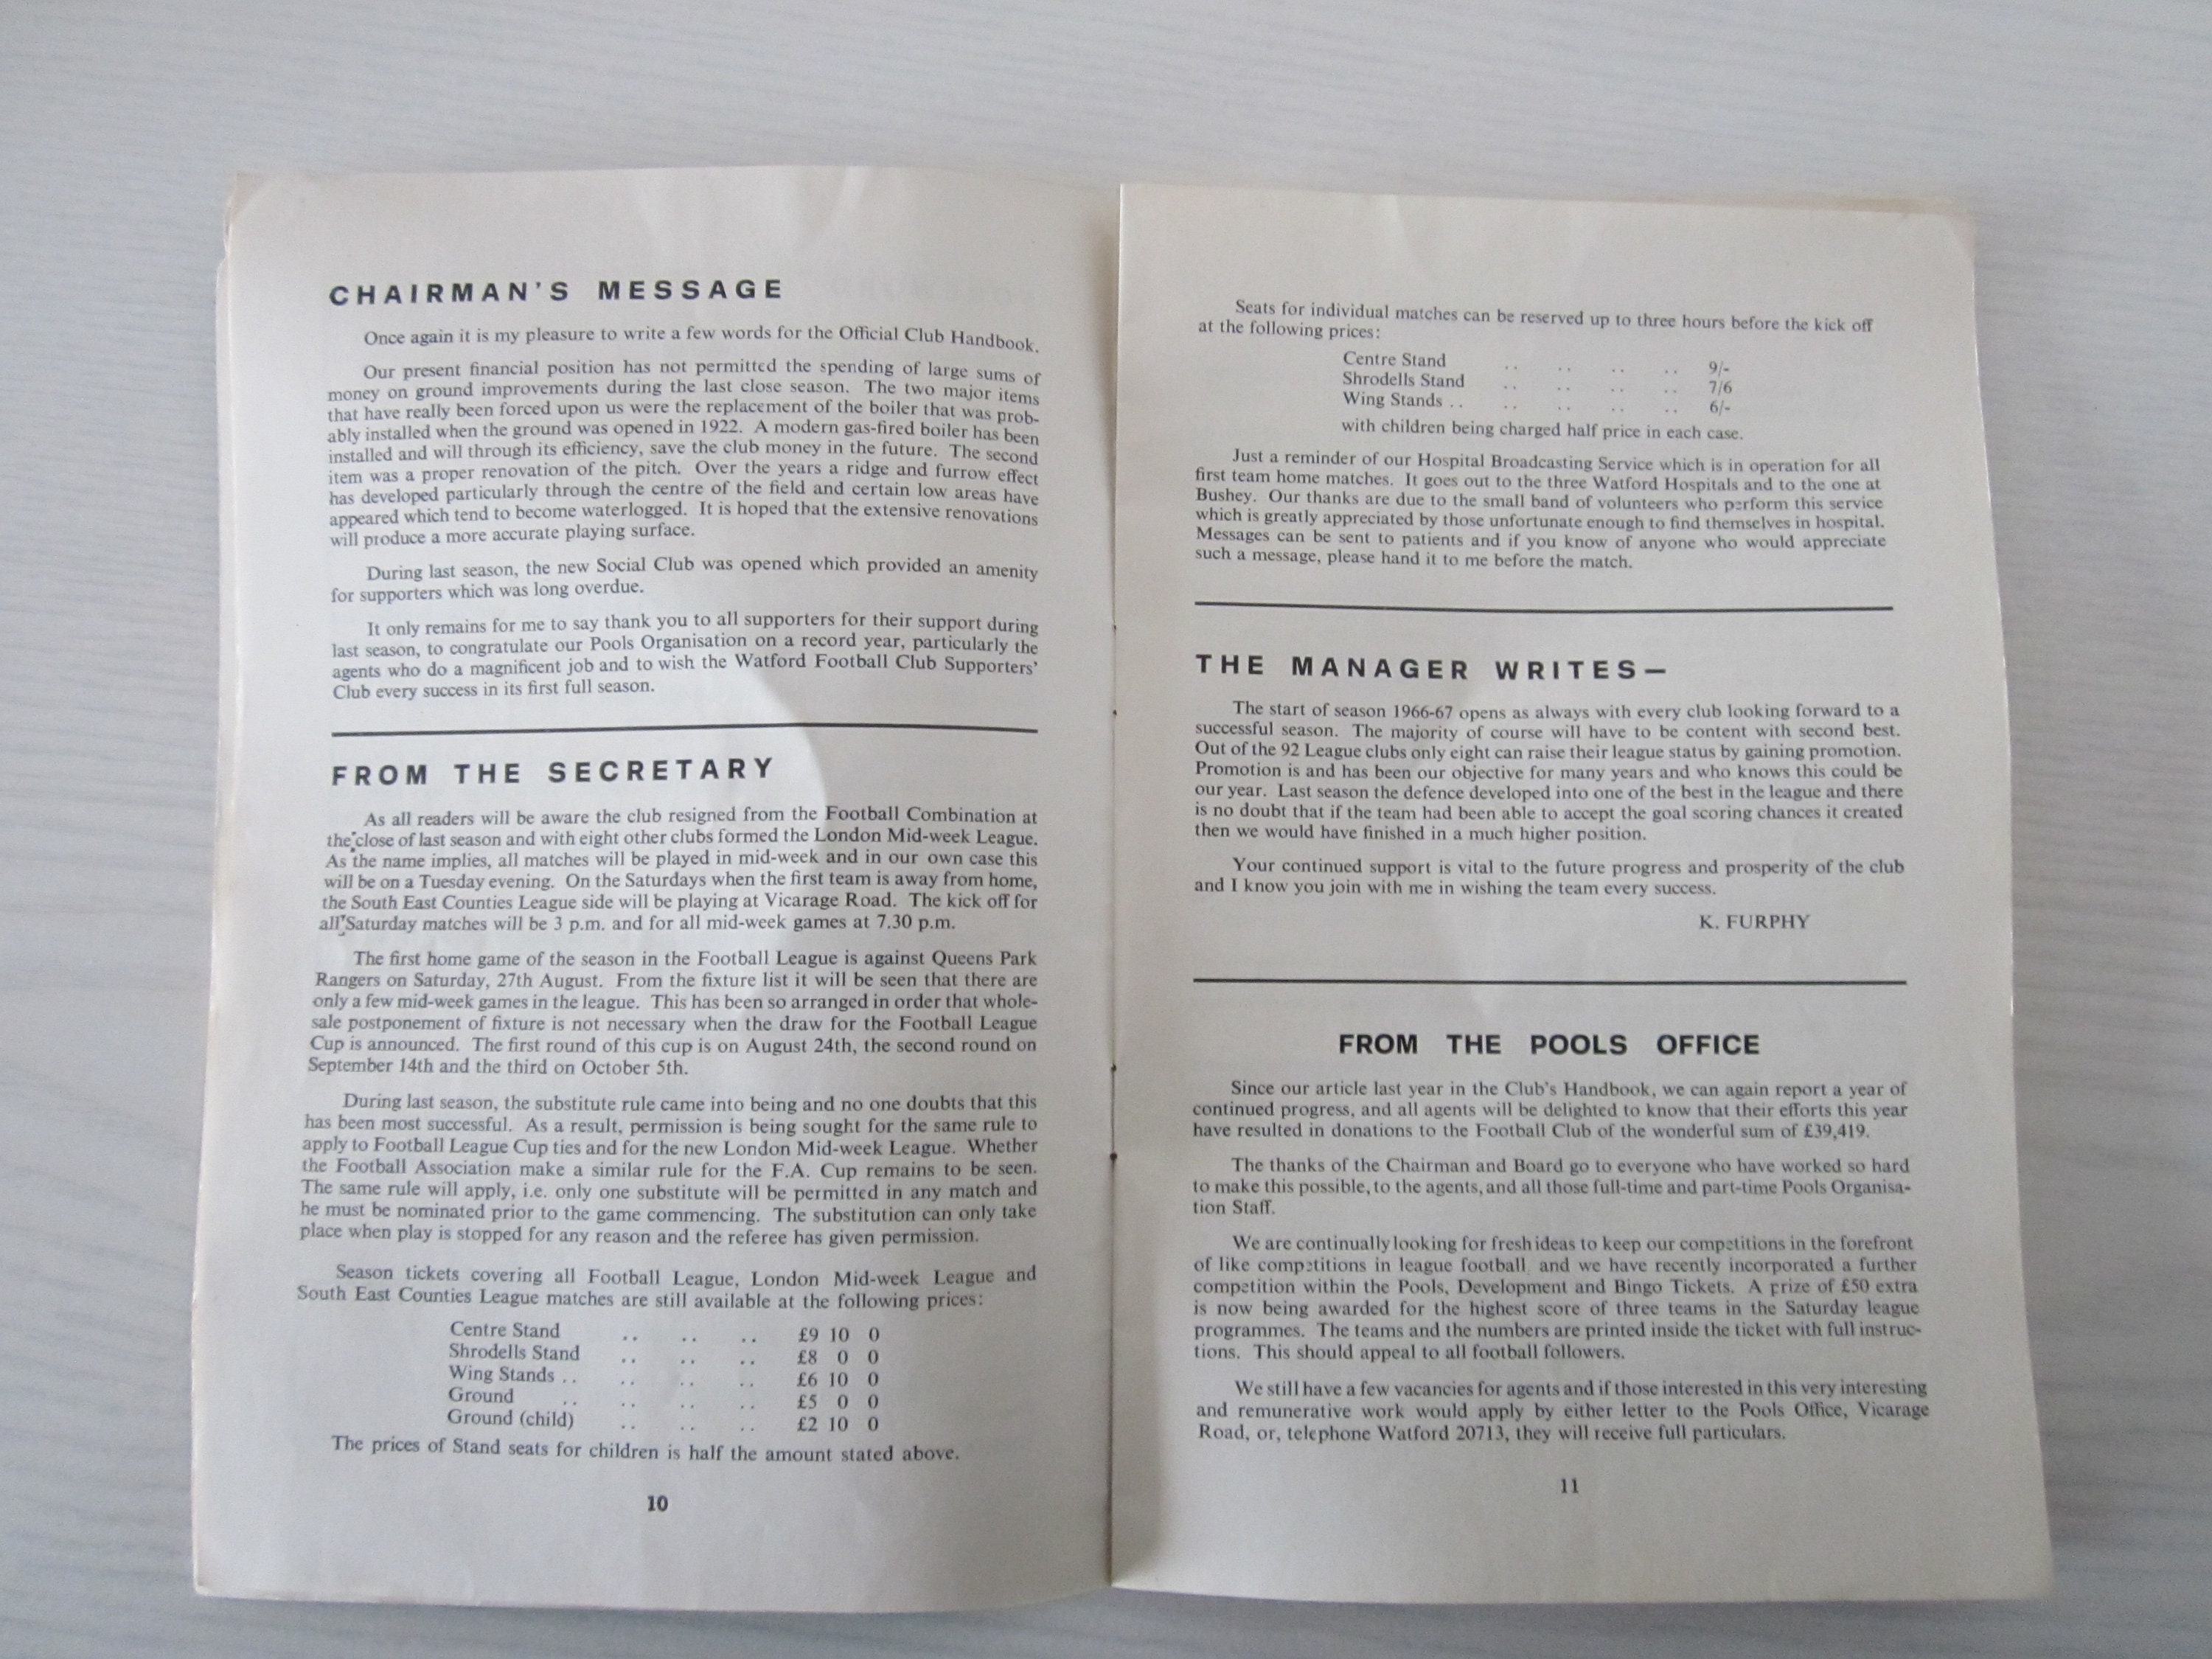 CHAIRMAN'S MESSAGE
Once again it is my pleasure to write a few words for the Official Club Handbook.
Our present financial position has not permitted the spending of large sums of
money on ground improvements during the last close season. The two major items
that have really been forced upon us were the replacement of the boiler that was prob-
ably installed when the ground was opened in 1922. A modern gas-fired boiler has been
installed and will through its efficiency, save the club money in the future. The second
item was a proper renovation of the pitch. Over the years a ridge and furrow effect
has developed particularly through the centre of the field and certain low areas have
appeared which tend to become waterlogged. It is hoped that the extensive renovations
will produce a more accurate playing surface.
During last season, the new Social Club was opened which provided an amenity
for supporters which was long overdue.
It only remains for me to say thank you to all supporters for their support during
last season, to congratulate our Pools Organisation on a record year, particularly the
agents who do a magnificent job and to wish the Watford Football Club Supporters'
Club every success in its first full season.
FROM THE SECRETARY
As all readers will be aware the club resigned from the Football Combination at
the close of last season and with eight other clubs formed the London Mid-week League.
As the name implies, all matches will be played in mid-week and in our own case this
will be on a Tuesday evening. On the Saturdays when the first team is away from home,
the South East Counties League side will be playing at Vicarage Road. The kick off for
all Saturday matches will be 3 p.m. and for all mid-week games at 7.30 p.m.
The first home game of the season in the Football League is against Queens Park
Rangers on Saturday, 27th August. From the fixture list it will be seen that there are
only a few mid-week games in the league. This has been so arranged in order that whole-
sale postponement of fixture is not necessary when the draw for the Football League
Cup is announced. The first round of this cup is on August 24th, the second round on
September 14th and the third on October 5th.
During last season, the substitute rule came into being and no one doubts that this
has been most successful. As a result, permission is being sought for the same rule to
apply to Football League Cup ties and for the new London Mid-week League. Whether
the Football Association make a similar rule for the F.A. Cup remains to be seen.
The same rule will apply, i.e. only one substitute will be permitted in any match and
he must be nominated prior to the game commencing. The substitution can only take
place when play is stopped for any reason and the referee has given permission.
Season tickets covering all Football League, London Mid-week League and
South East Counties League matches are still available at the following prices:
Centre Stand .. .. .. £9 10 0
Shrodells Stand .. .. .. £8 0 0
Wing Stands .. .. .. .. £6 10 0
Ground .. .. .. .. £5 0 0
Ground (child) .. .. .. £2 10 0
The prices of Stand seats for children is half the amount stated above.
10
Seats for individual matches can be reserved up to three hours before the kick off
at the following prices:
Centre Stand .. .. .. .. 9/-
Shrodells Stand .. .. .. .. 7/6
Wing Stands .. .. .. .. .. 6/-
with children being charged half price in each case.
Just a reminder of our Hospital Broadcasting Service which is in operation for all
first team home matches. It goes out to the three Watford Hospitals and to the one at
Bushey. Our thanks are due to the small band of volunteers who perform this service
which is greatly appreciated by those unfortunate enough to find themselves in hospital.
Messages can be sent to patients and if you know of anyone who would appreciate
such a message, please hand it to me before the match.
THE MANAGER WRITES—
The start of season 1966-67 opens as always with every club looking forward to a
successful season. The majority of course will have to be content with second best.
Out of the 92 League clubs only eight can raise their league status by gaining promotion.
Promotion is and has been our objective for many years and who knows this could be
our year. Last season the defence developed into one of the best in the league and there
is no doubt that if the team had been able to accept the goal scoring chances it created
then we would have finished in a much higher position.
Your continued support is vital to the future progress and prosperity of the club
and I know you join with me in wishing the team every success.
K. FURPHY
FROM THE POOLS OFFICE
Since our article last year in the Club's Handbook, we can again report a year of
continued progress, and all agents will be delighted to know that their efforts this year
have resulted in donations to the Football Club of the wonderful sum of £39,419.
The thanks of the Chairman and Board go to everyone who have worked so hard
to make this possible, to the agents, and all those full-time and part-time Pools Organisa-
tion Staff.
We are continually looking for fresh ideas to keep our competitions in the forefront
of like competitions in league football, and we have recently incorporated a further
competition within the Pools, Development and Bingo Tickets. A prize of £50 extra
is now being awarded for the highest score of three teams in the Saturday league
programmes. The teams and the numbers are printed inside the ticket with full instruc-
tions. This should appeal to all football followers.
We still have a few vacancies for agents and if those interested in this very interesting
and remunerative work would apply by either letter to the Pools Office, Vicarage
Road, or, telephone Watford 20713, they will receive full particulars.
11